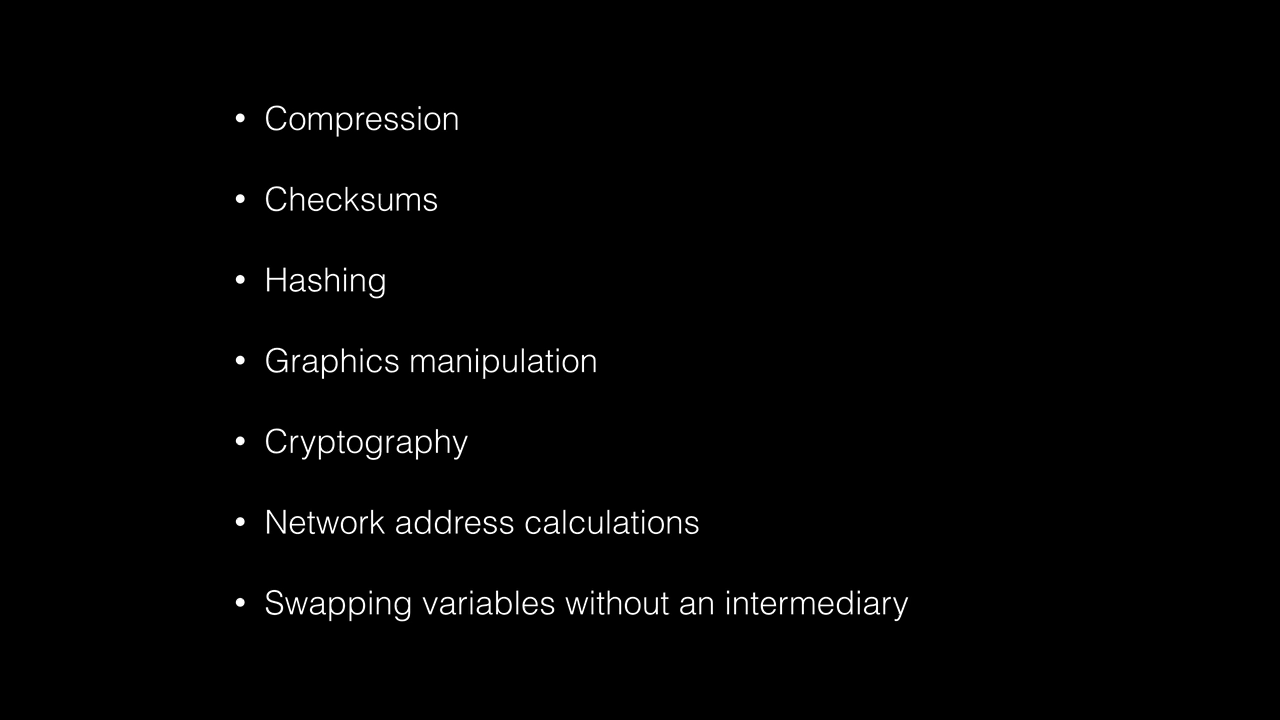 • Compression
• Checksums
• Hashing
• Graphics manipulation
• Cryptography
• Network address calculations
• Swapping variables without an intermediary